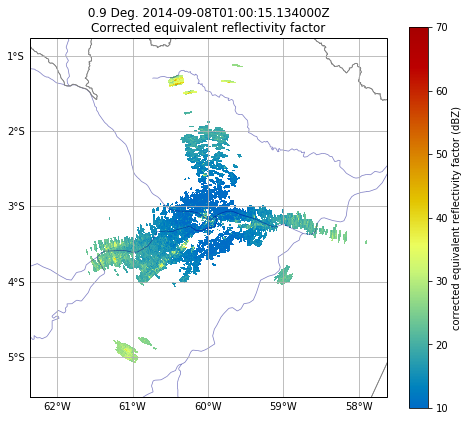 0.9 Deg. 2014-09-08T01:00:15.134000Z
Corrected equivalent reflectivity factor
1°S
2°S
3°S
4°S
5°S
62°W 61°W 60°W 59°W 58°W
70
60
50
40
30
20
10
corrected equivalent reflectivity factor (dBZ)